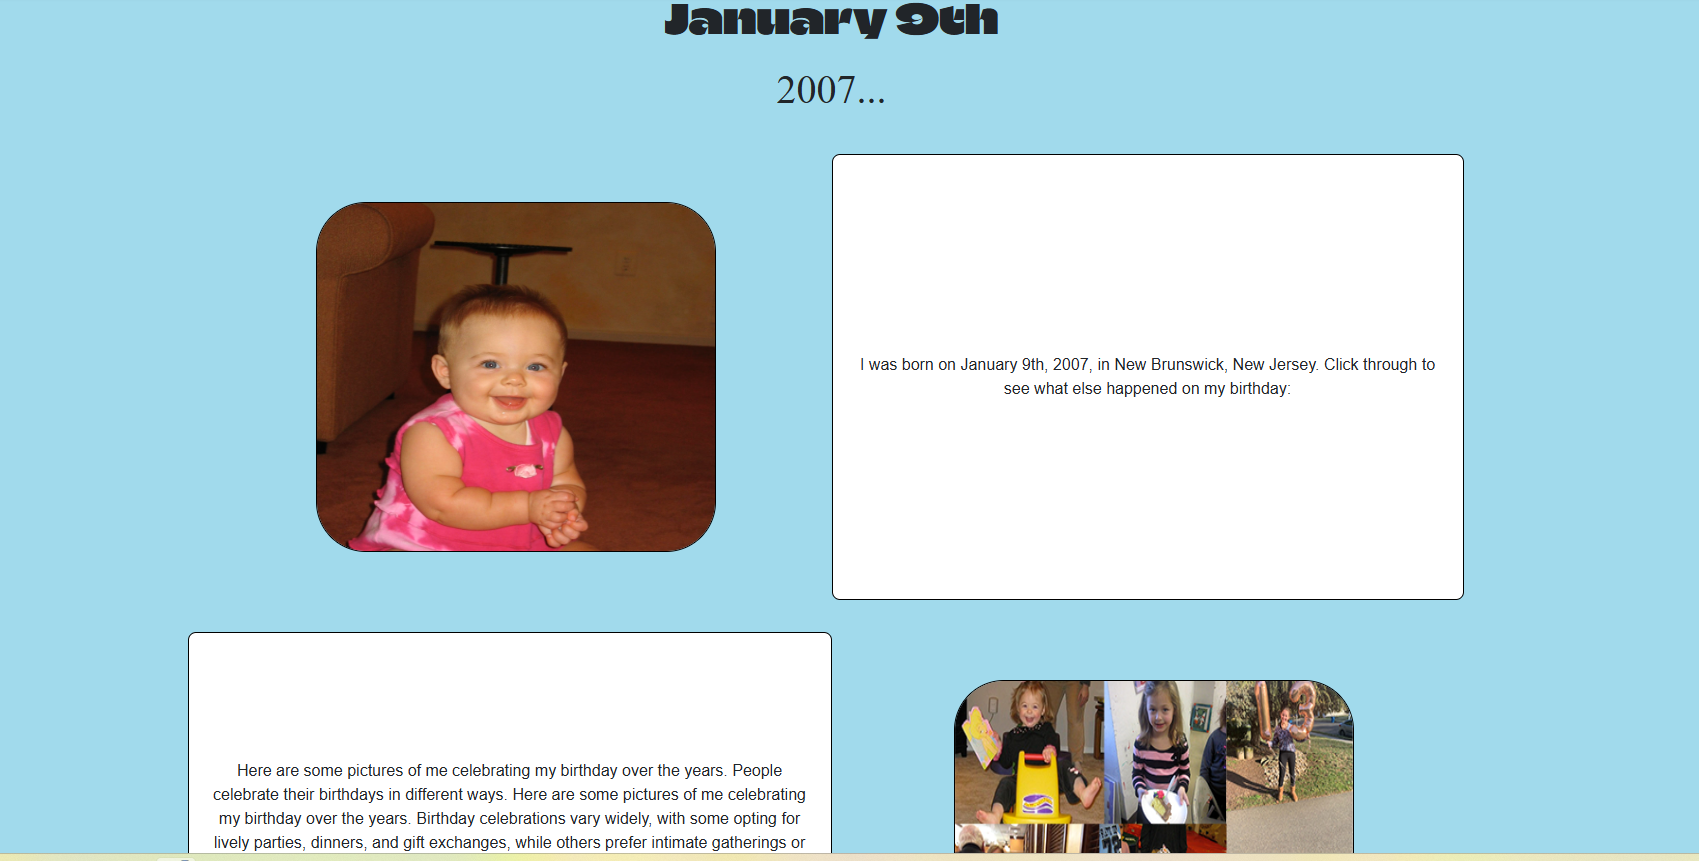 January 9th
2007...
I was born on January 9th, 2007, in New Brunswick, New Jersey. Click through to
see what else happened on my birthday:
Here are some pictures of me celebrating my birthday over the years. People
celebrate their birthdays in different ways. Here are some pictures of me celebrating
my birthday over the years. Birthday celebrations vary widely, with some opting for
lively parties, dinners, and gift exchanges, while others prefer intimate gatherings or